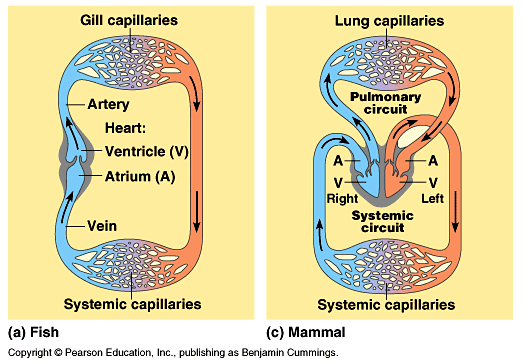 Gill capillaries
Artery
Heart:
Ventricle (V)
Atrium (A)
Vein
Systemic capillaries
(a) Fish
Lung capillaries
Pulmonary
circuit
A
A
V
V
Right
Left
Systemic
circuit
Systemic capillaries
(c) Mammal
Copyright © Pearson Education, Inc., publishing as Benjamin Cummings.